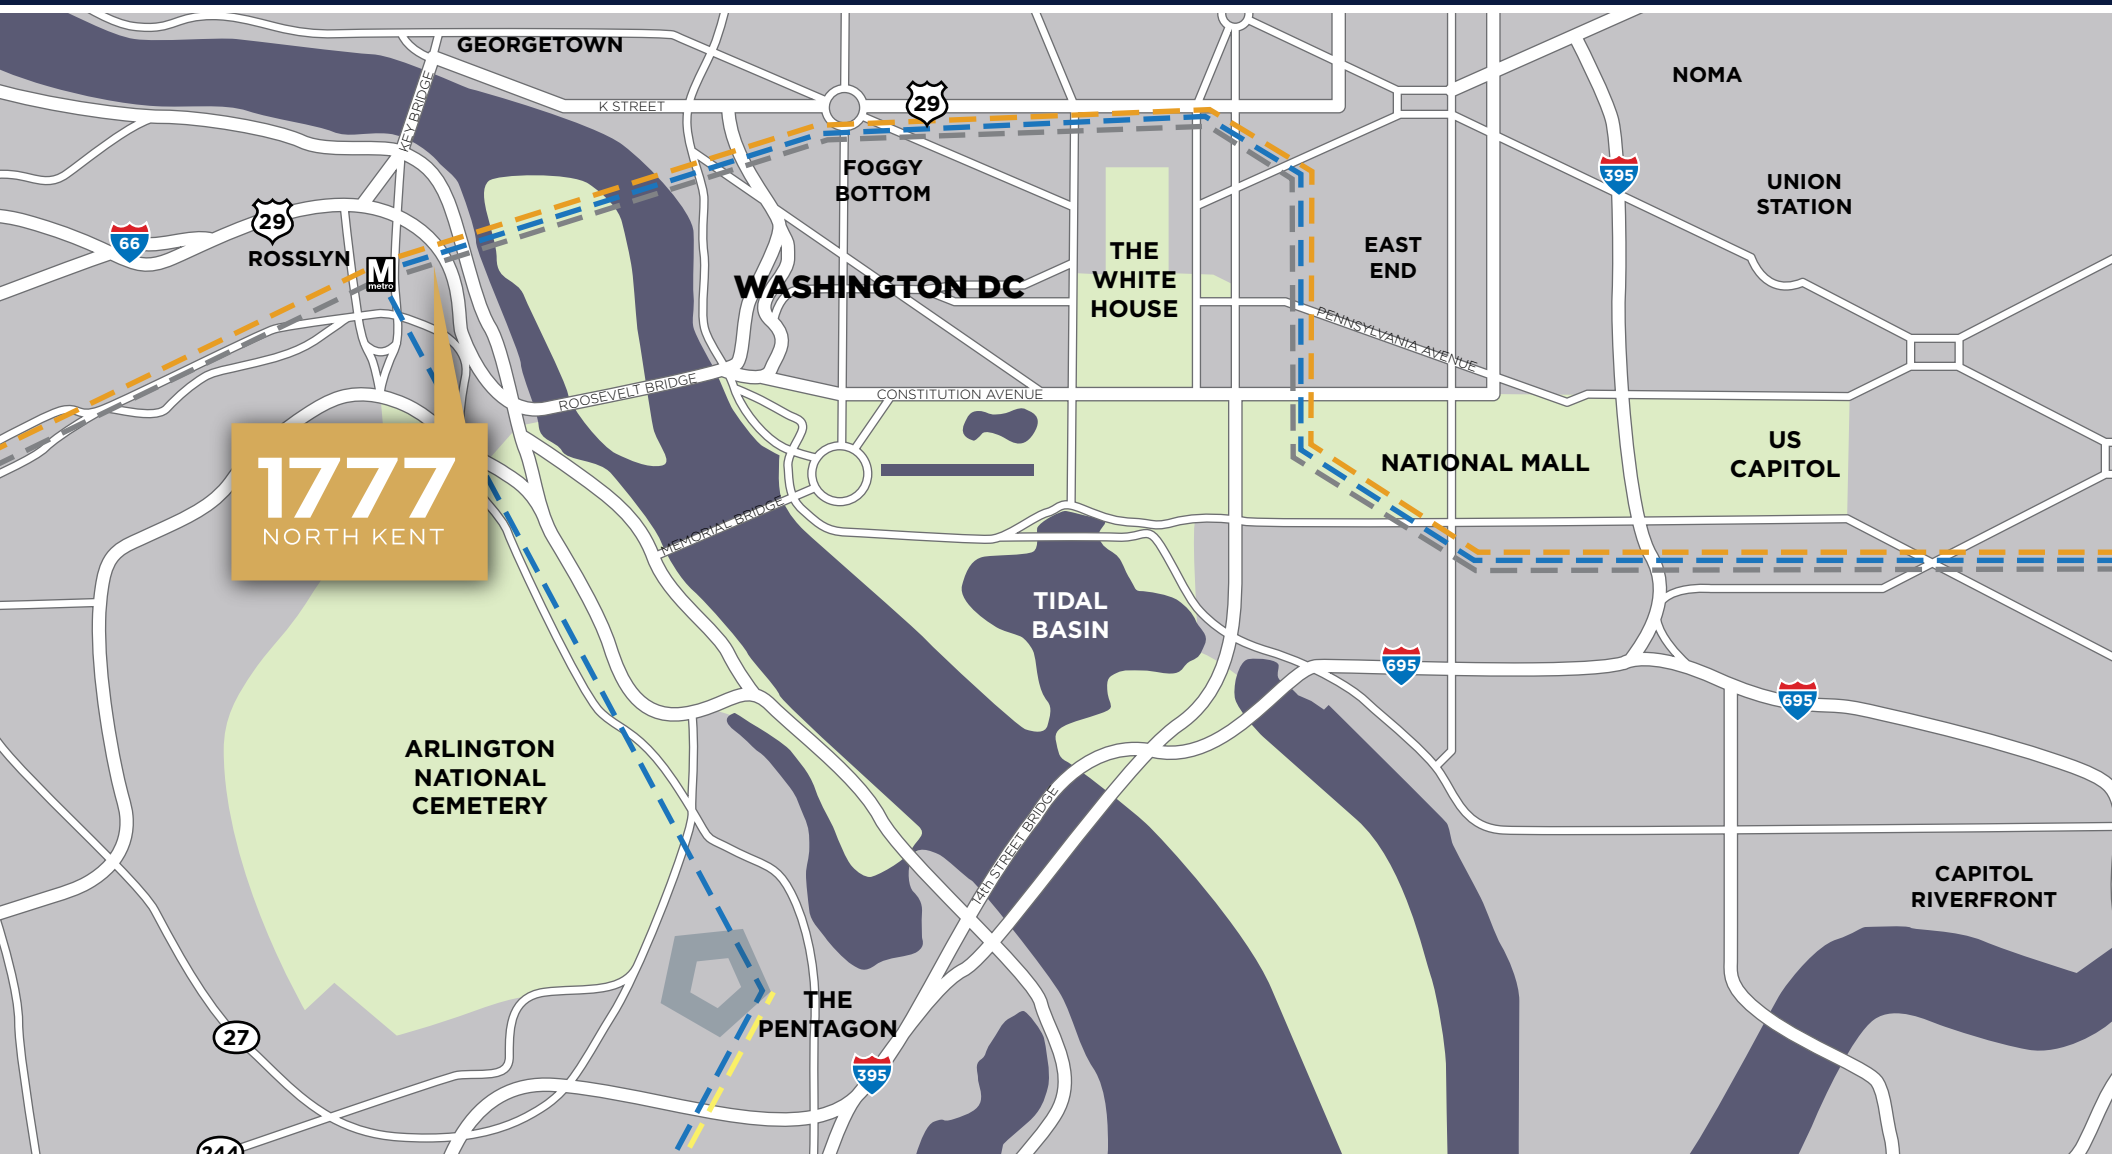 GEORGETOWN
NOMA
KEY BRIDGE
K STREET
29
FOGGY
BOTTOM
395
UNION
STATION
29
66
ROSSLYN
M
metro
WASHINGTON DC
THE
WHITE
HOUSE
EAST
END
PENNSYLVANIA AVENUE
ROOSEVELT BRIDGE
CONSTITUTION AVENUE
1777
NORTH KENT
NATIONAL MALL
US
CAPITOL
MEMORIAL BRIDGE
TIDAL
BASIN
695
695
ARLINGTON
NATIONAL
CEMETERY
14th STREET BRIDGE
CAPITOL
RIVERFRONT
THE
PENTAGON
27
395
244